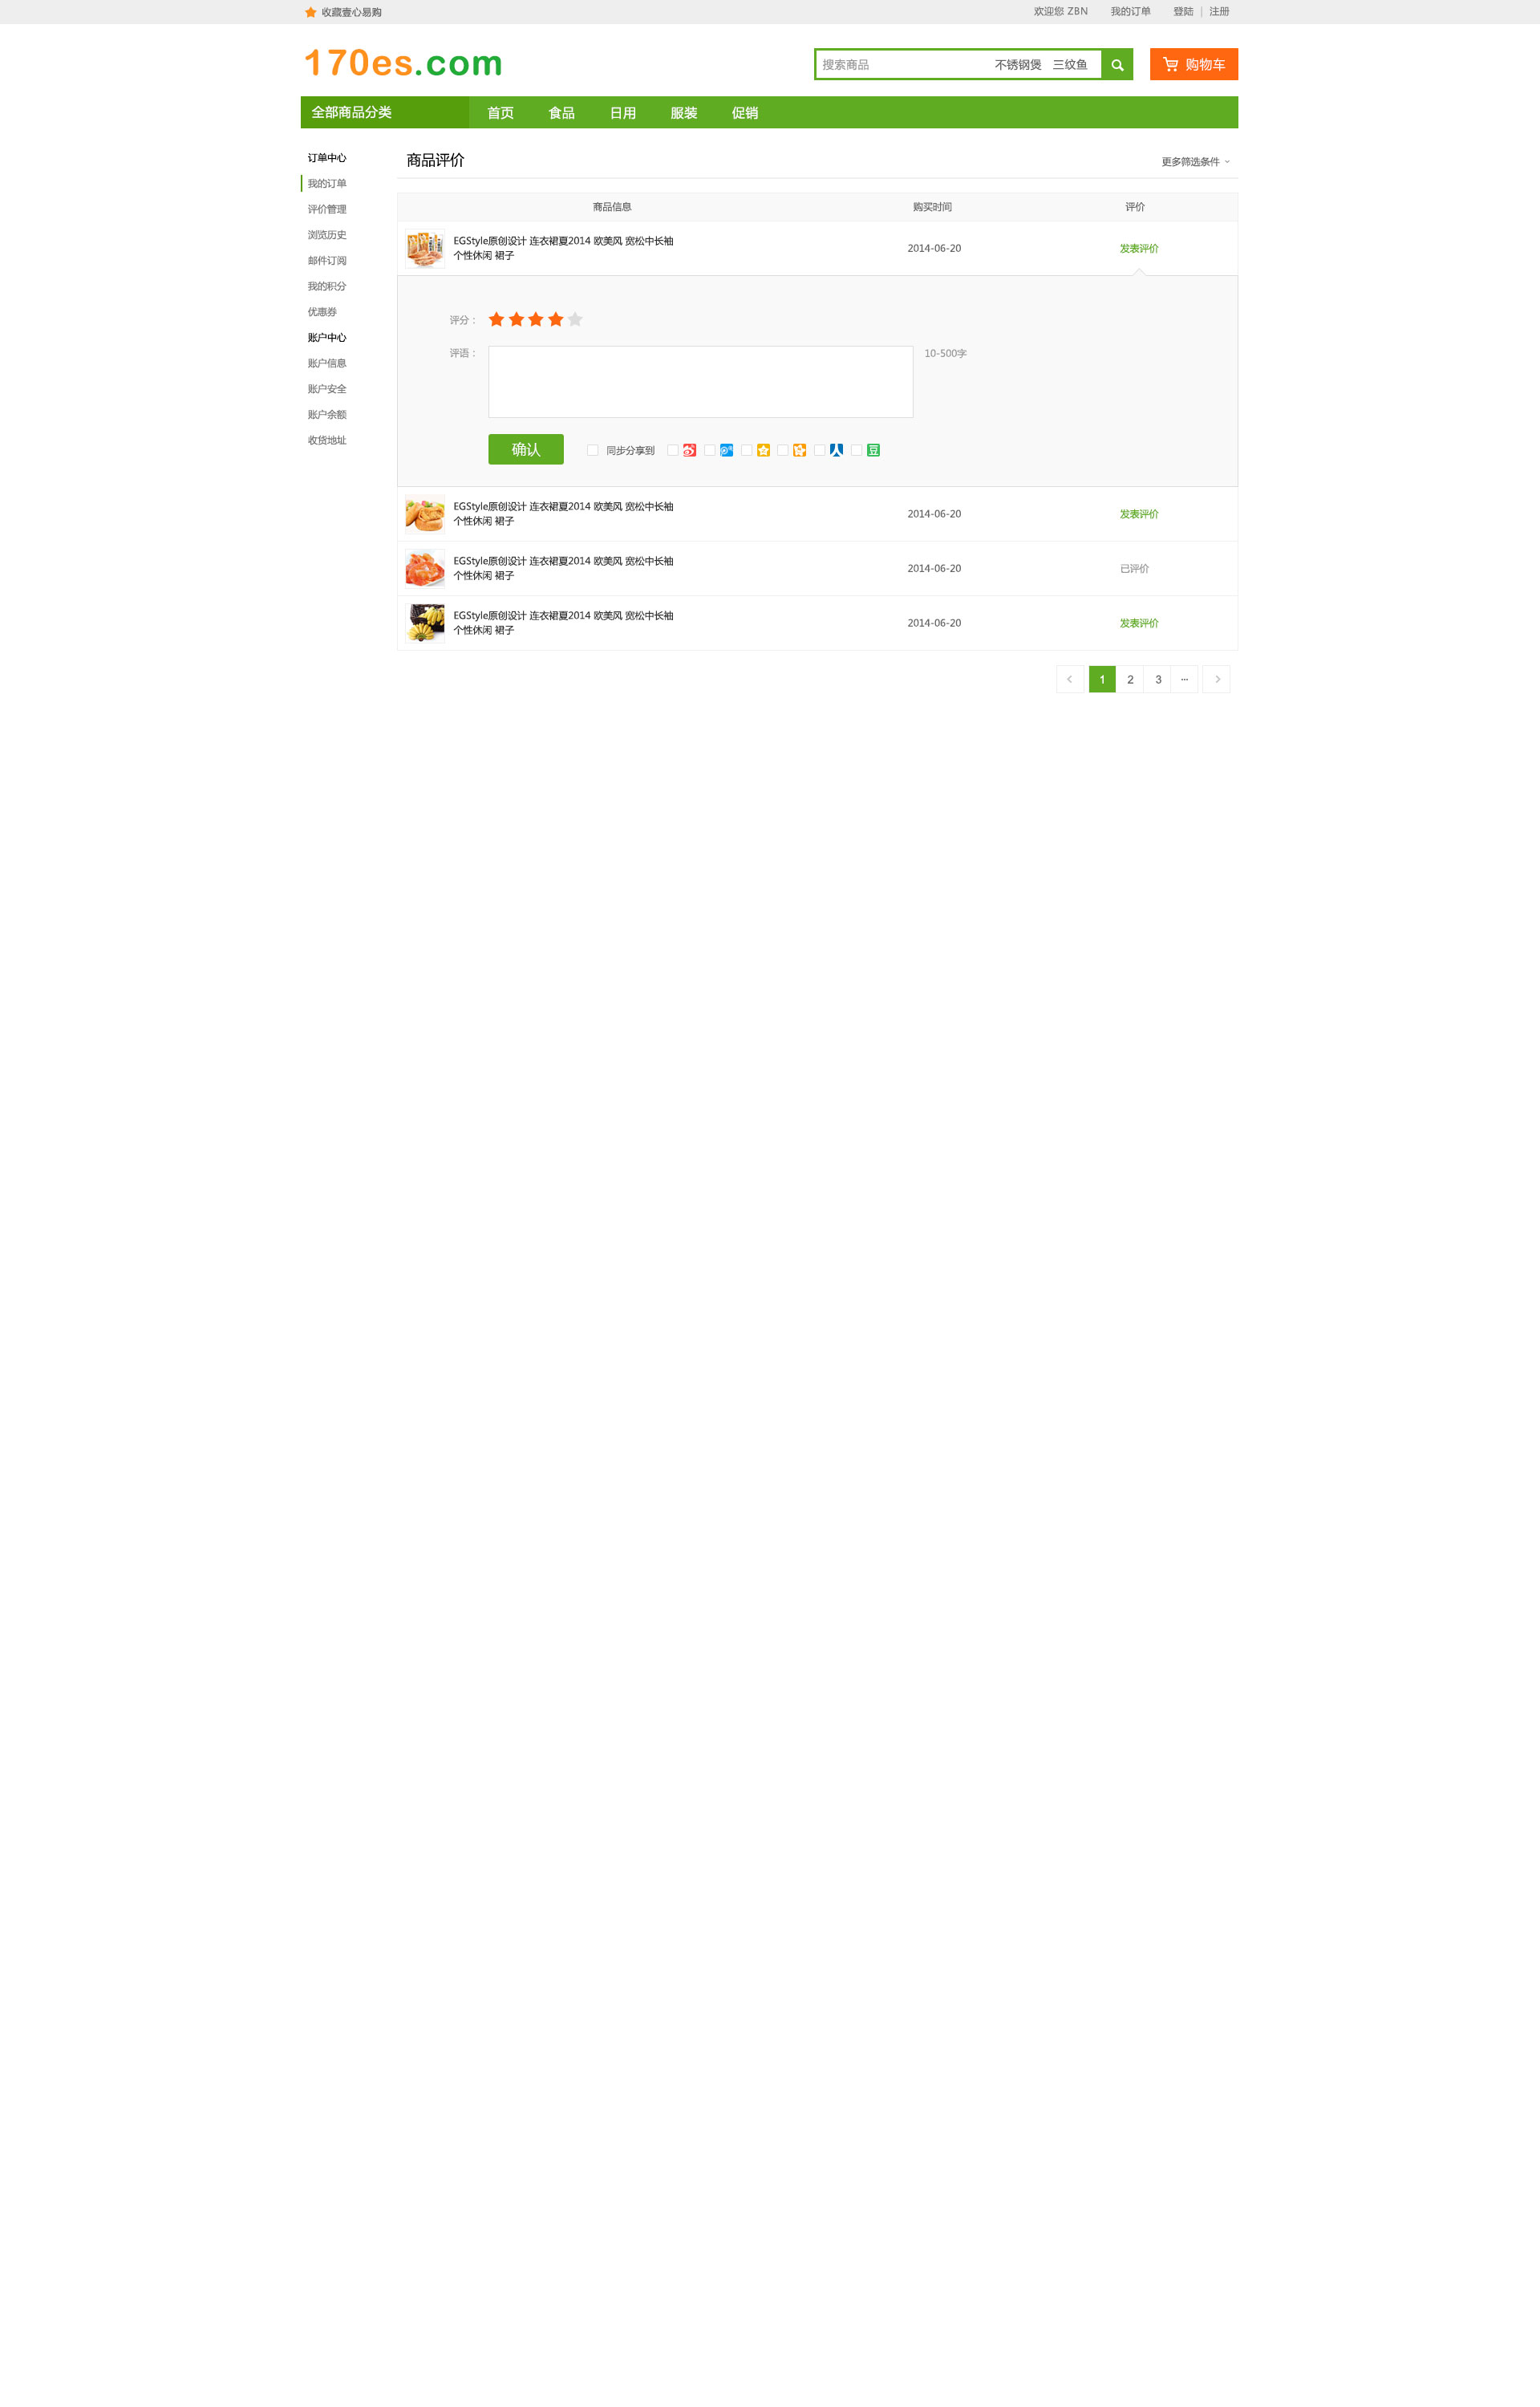 收藏壹心易购
欢迎您 ZBN 我的订单 登陆 | 注册
170es.com
搜索商品 不锈钢煲 三纹鱼
购物车
全部商品分类 首页 食品 日用 服装 促销
订单中心
我的订单
评价管理
浏览历史
邮件订阅
我的积分
优惠券
账户中心
账户信息
账户安全
账户余额
收货地址
商品评价 更多筛选条件
商品信息 购买时间 评价
EGStyle原创设计 连衣裙夏2014 欧美风 宽松中长袖
个性休闲 裙子
2014-06-20 发表评价
评分：
评语： 10-500字
确认 同步分享到 人 豆
EGStyle原创设计 连衣裙夏2014 欧美风 宽松中长袖
个性休闲 裙子
2014-06-20 发表评价
EGStyle原创设计 连衣裙夏2014 欧美风 宽松中长袖
个性休闲 裙子
2014-06-20 已评价
EGStyle原创设计 连衣裙夏2014 欧美风 宽松中长袖
个性休闲 裙子
2014-06-20 发表评价
1 2 3 ···